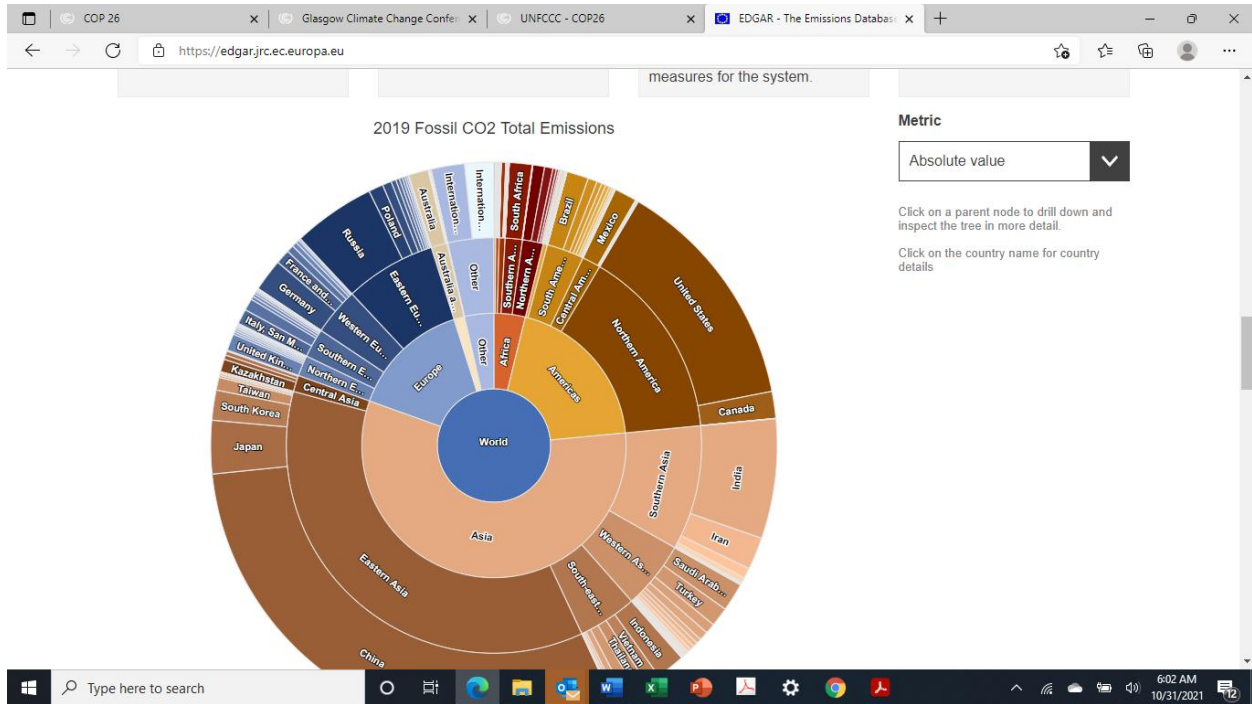 COP 26
Glasgow Climate Change Confer
UNFCCC - COP26
EDGAR - The Emissions Database
https://edgar.jrc.ec.europa.eu
measures for the system.
2019 Fossil CO2 Total Emissions
Metric
Absolute value
Click on a parent node to drill down and
inspect the tree in more detail.
Click on the country name for country
details
World
Africa
Americas
Asia
Europe
Other
Southern A...
Northern A...
South Ame...
Central Am...
Northern America
Southern Asia
Western As...
South-east...
Eastern Asia
Central Asia
Northern E...
Southern E...
Western Eu...
Eastern Eu...
Australia a...
Other
South Africa
Brazil
Mexico
United States
Canada
India
Iran
Saudi Arab...
Turkey
Indonesia
Vietnam
Thailan
China
Japan
South Korea
Taiwan
Kazakhstan
United Kin...
Italy, San M...
Germany
France and...
Russia
Poland
Australia
Internation...
Internation...
Type here to search
6:02 AM
10/31/2021
12